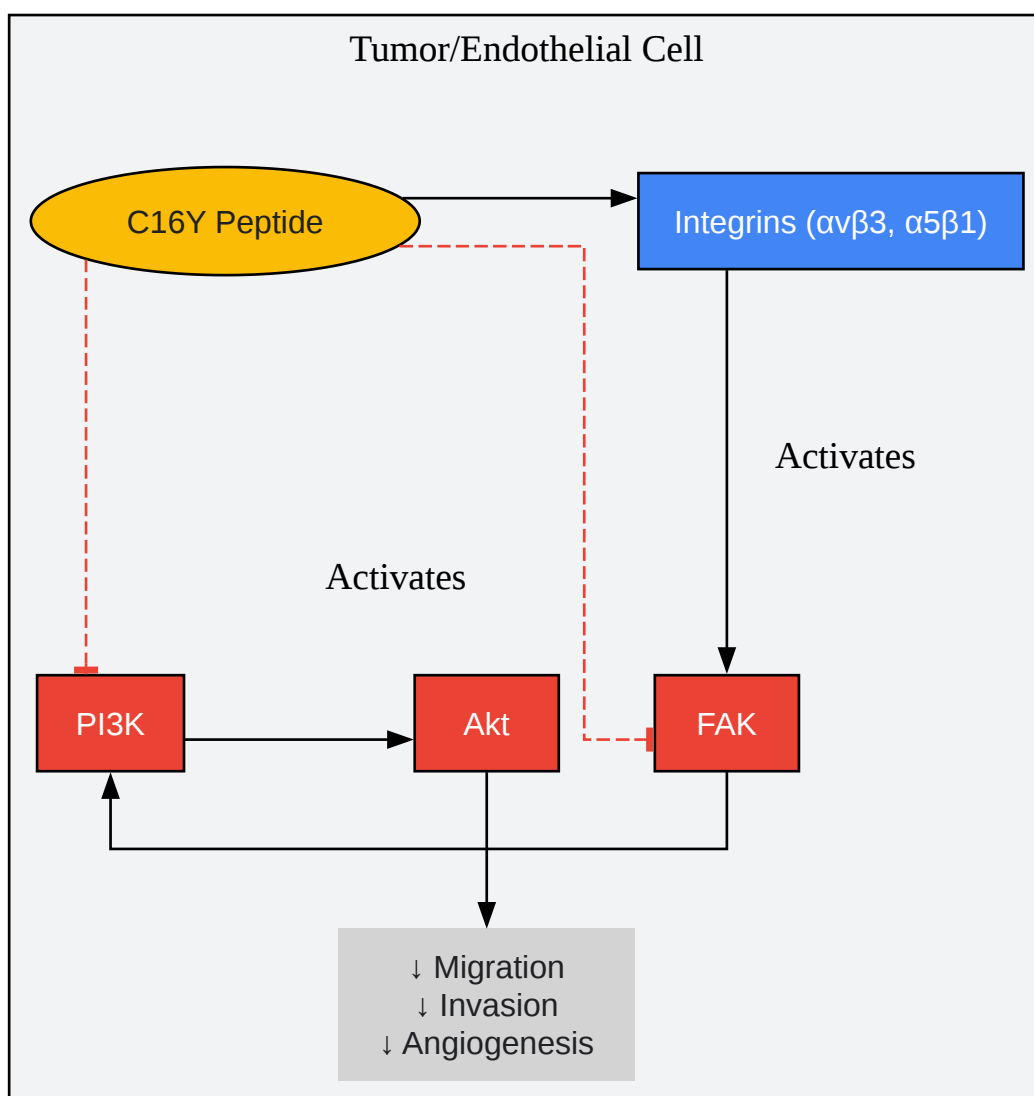 Tumor/Endothelial Cell
C16Y Peptide
Integrins (αvβ3, α5β1)
Activates
Activates
PI3K
Akt
FAK
↓ Migration
↓ Invasion
↓ Angiogenesis